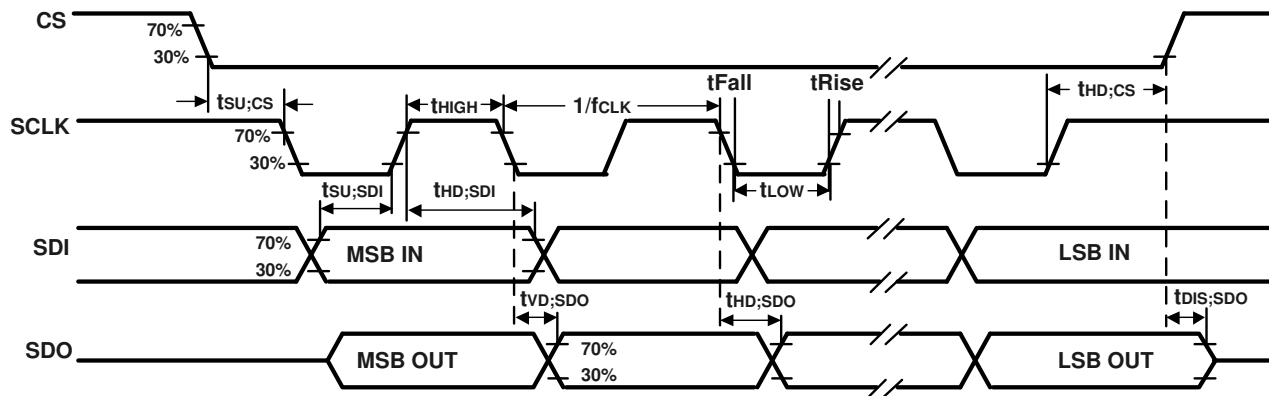 CS
70%
30%
tFall
tRise
tHD;CS
tSU;CS
tHIGH
1/fCLK
SCLK
70%
30%
tSU;SDI
tHD;SDI
tLOW
SDI
70%
30%
MSB IN
LSB IN
tVD;SDO
tHD;SDO
tDIS;SDO
SDO
MSB OUT
70%
30%
LSB OUT